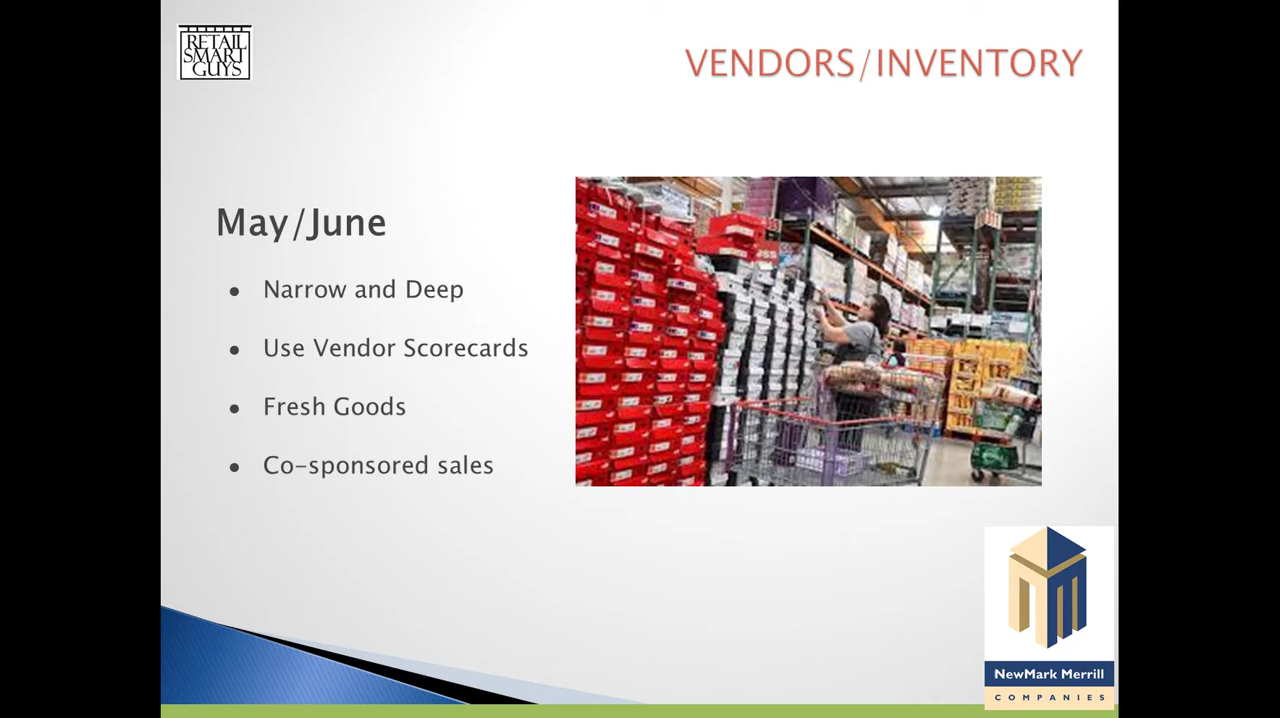 RETAIL
SMART
GUYS
VENDORS/INVENTORY
May/June
● Narrow and Deep
● Use Vendor Scorecards
● Fresh Goods
● Co-sponsored sales
NewMark Merrill
COMPANIES